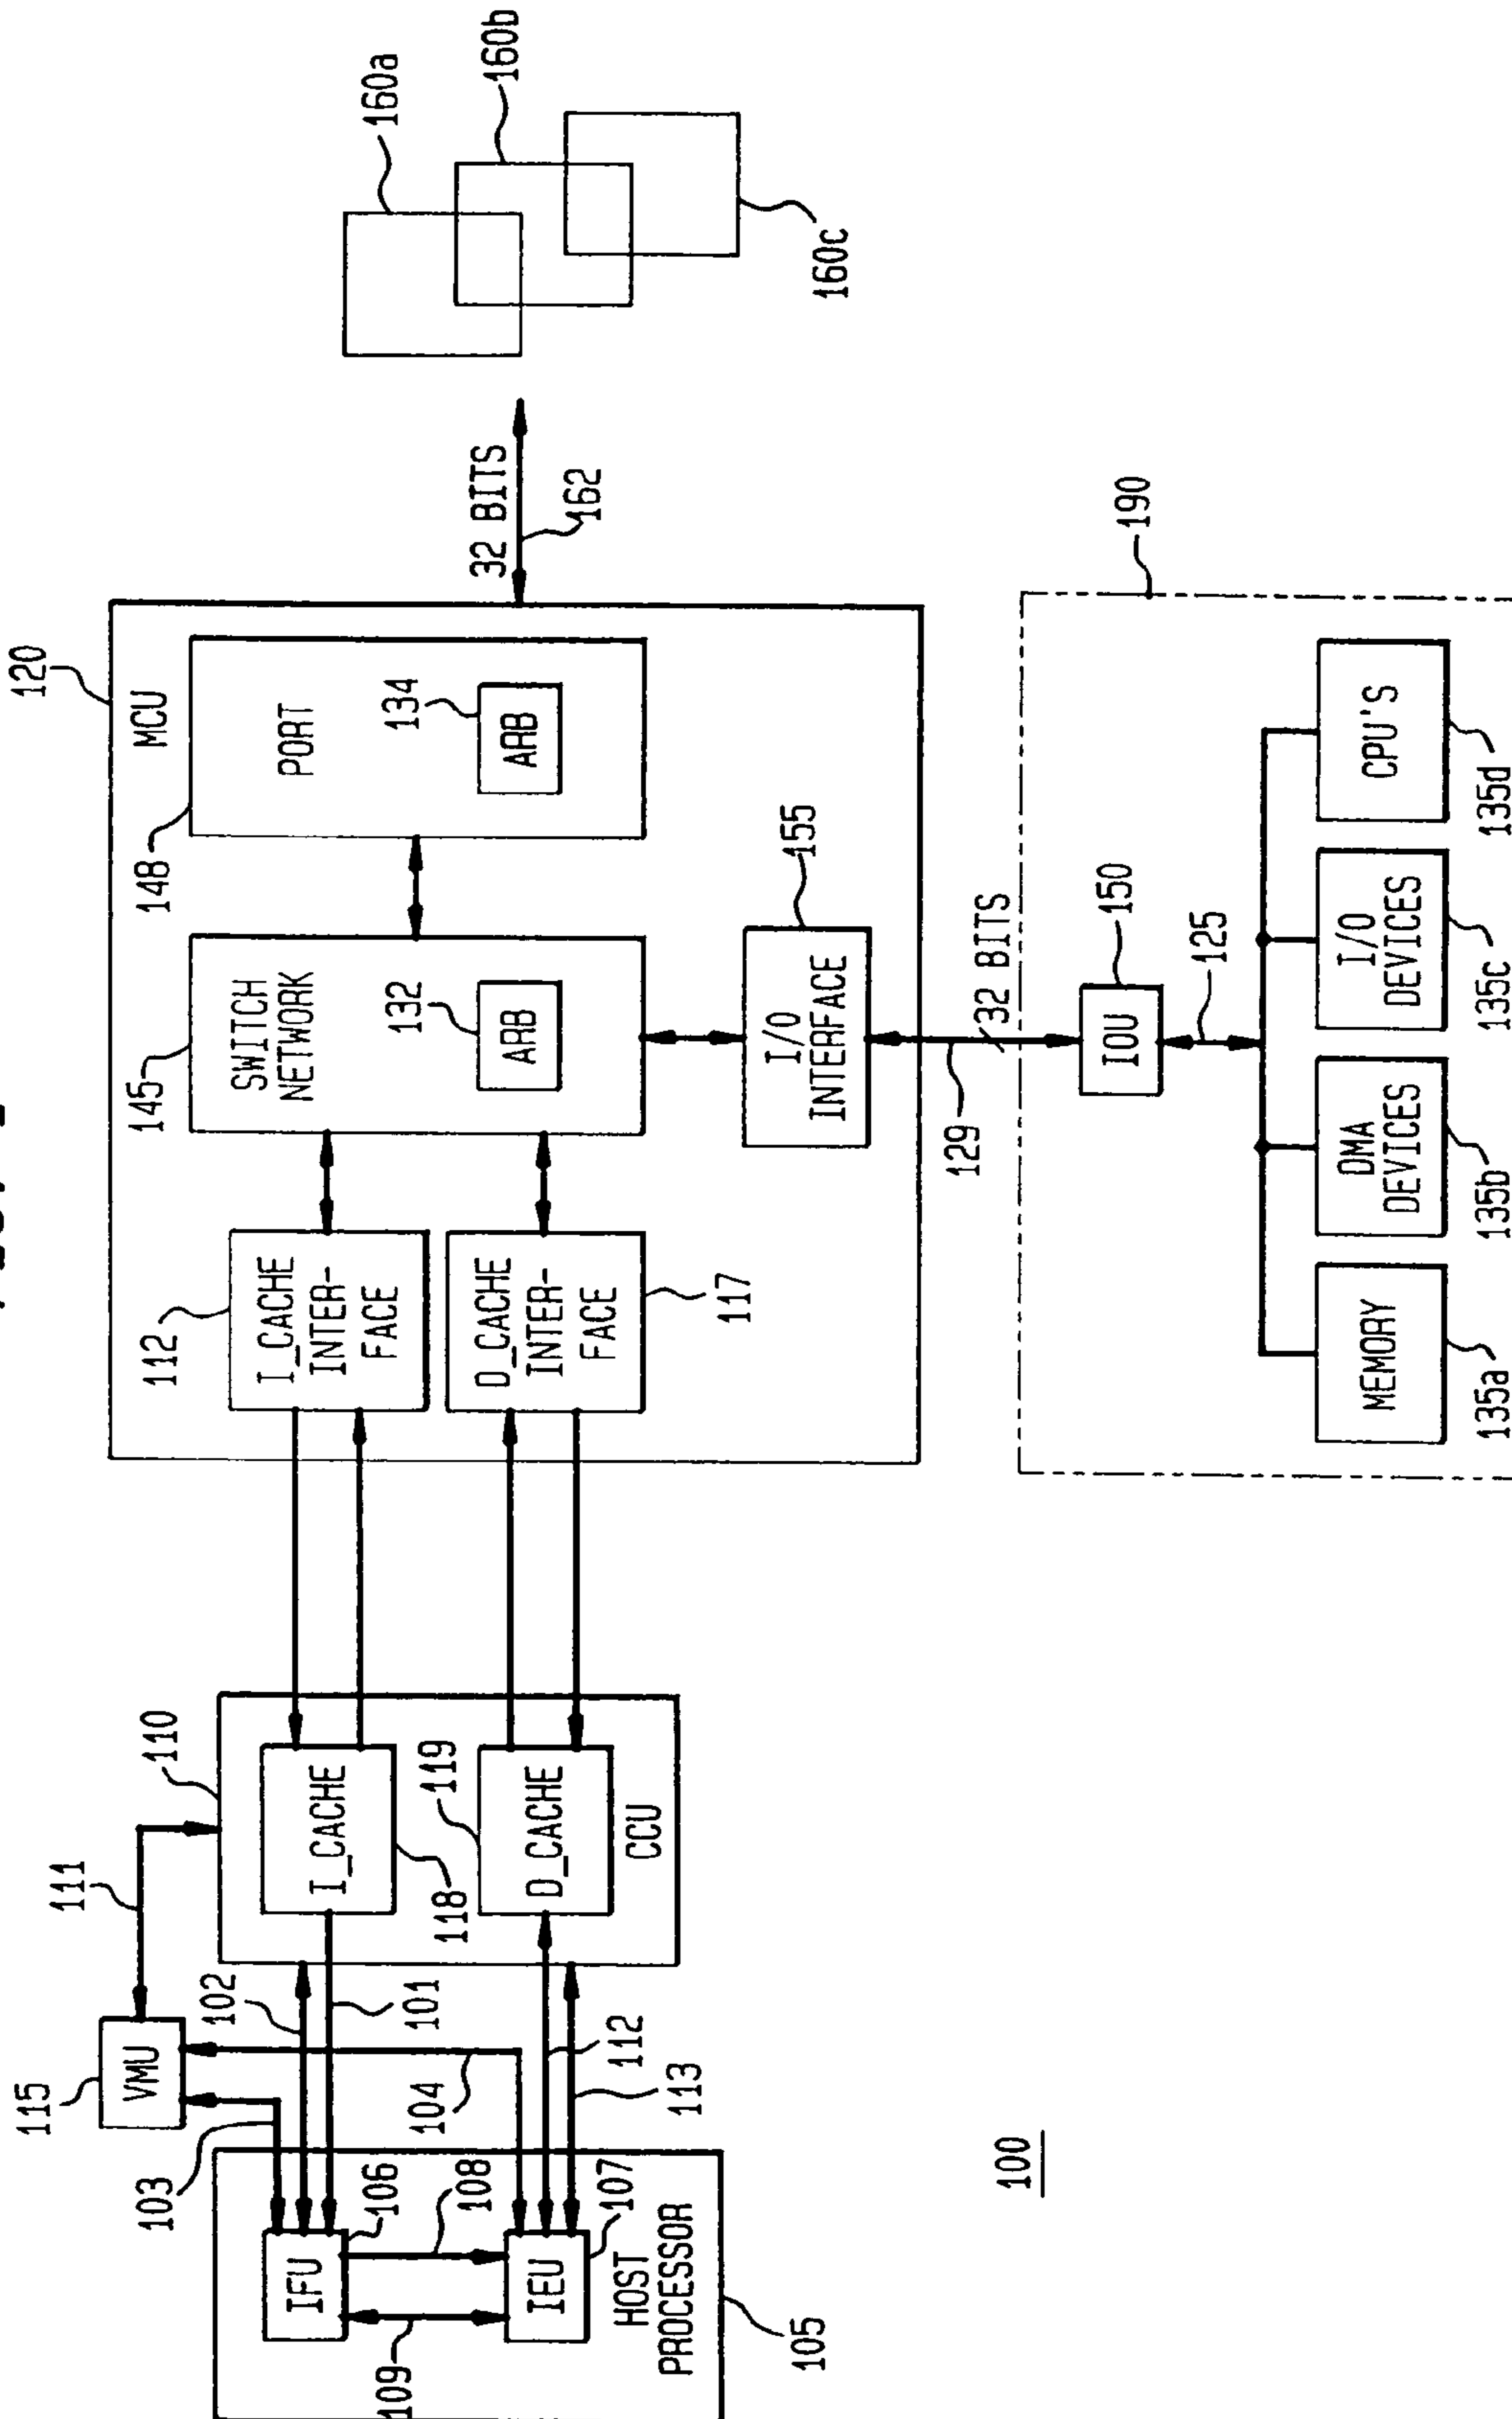 115
111
110
120
103
VMU
102
112
145
148
MCU
160a
160b
IFU
106
101
I_CACHE
118
I_CACHE
INTER-
FACE
SWITCH
NETWORK
132
ARB
PORT
134
ARB
109
108
104
119
32 BITS
162
IEU
107
112
D_CACHE
D_CACHE
INTER-
FACE
HOST
PROCESSOR
113
CCU
117
I/O
INTERFACE
155
160c
105
129
32 BITS
100
190
IOU
150
125
MEMORY
DMA
DEVICES
I/O
DEVICES
CPU'S
135a
135b
135c
135d